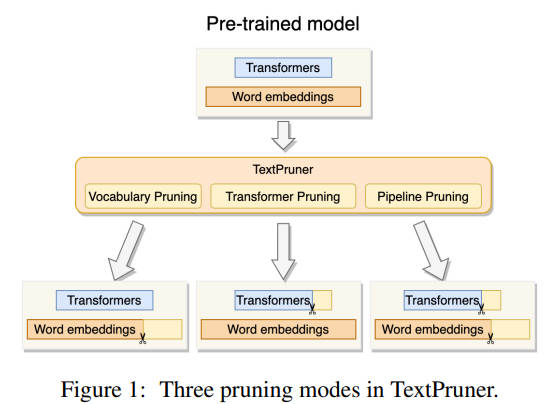 Pre-trained model
Transformers
Word embeddings
TextPruner
Vocabulary Pruning
Transformer Pruning
Pipeline Pruning
Transformers
Word embeddings
Transformers
Word embeddings
Transformers
Word embeddings
Figure 1: Three pruning modes in TextPruner.